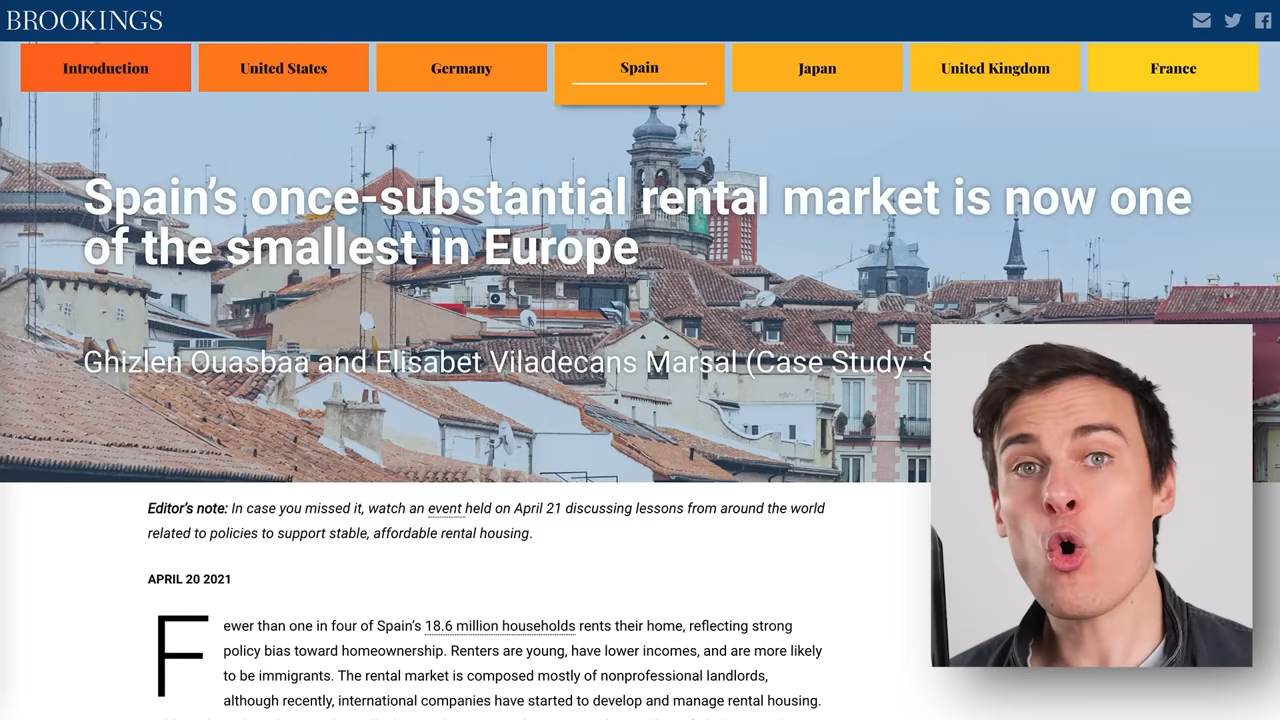 BROOKINGS
Introduction
United States
Germany
Spain
Japan
United Kingdom
France
Spain’s once-substantial rental market is now one
of the smallest in Europe
Ghizlen Ouasbaa and Elisabet Viladecans Marsal (Case Study:
Editor’s note: In case you missed it, watch an event held on April 21 discussing lessons from around the world
related to policies to support stable, affordable rental housing.
APRIL 20 2021
Fewer than one in four of Spain’s 18.6 million households rents their home, reflecting strong
policy bias toward homeownership. Renters are young, have lower incomes, and are more likely
to be immigrants. The rental market is composed mostly of nonprofessional landlords,
although recently, international companies have started to develop and manage rental housing.